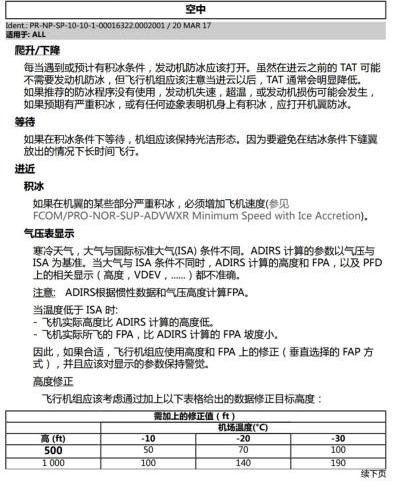 空中
Ident.: PR-NP-SP-10-10-1-00016322.0002001 / 20 MAR 17
适用于: ALL
爬升/下降
每当遇到或预计有积冰条件，发动机防冰应该打开。虽然在进云之前的 TAT 可能
不需要发动机防冰，但飞行机组应该注意当进云以后，TAT 通常会明显降低。
如果推荐的防冰程序没有使用，发动机失速，超温，或发动机损伤可能会发生，
如果预期有严重积冰，或有任何迹象表明机身上有积冰，应打开机翼防冰。
等待
如果在积冰条件下等待，机组应该保持光洁形态。因为要避免在结冰条件下缝翼
放出的情况下长时间飞行。
进近
积冰
如果在机翼的某些部分严重积冰，必须增加飞机速度(参见
FCOM/PRO-NOR-SUP-ADVWXR Minimum Speed with Ice Accretion)。
气压表显示
寒冷天气，大气与国际标准大气(ISA) 条件不同。ADIRS 计算的参数以气压与
ISA 为基准。当大气与 ISA 条件不同时，ADIRS 计算的高度和 FPA，以及 PFD
上的相关显示（高度，VDEV，......）都不准确。
注意: ADIRS根据惯性数据和气压高度计算FPA。
当温度低于 ISA 时:
- 飞机实际高度比 ADIRS 计算的高度低。
- 飞机实际所飞的 FPA，比 ADIRS 计算的 FPA 坡度小。
因此，如果合适，飞行机组应使用高度和 FPA 上的修正（垂直选择的 FAP 方
式），并且应该对显示的参数保持警觉。
高度修正
飞行机组应该考虑通过加上以下表格给出的数据修正目标高度：
需加上的修正值（ft）
机场温度(°C)
高 (ft) -10 -20 -30
500 50 70 100
1 000 100 140 190
续下页